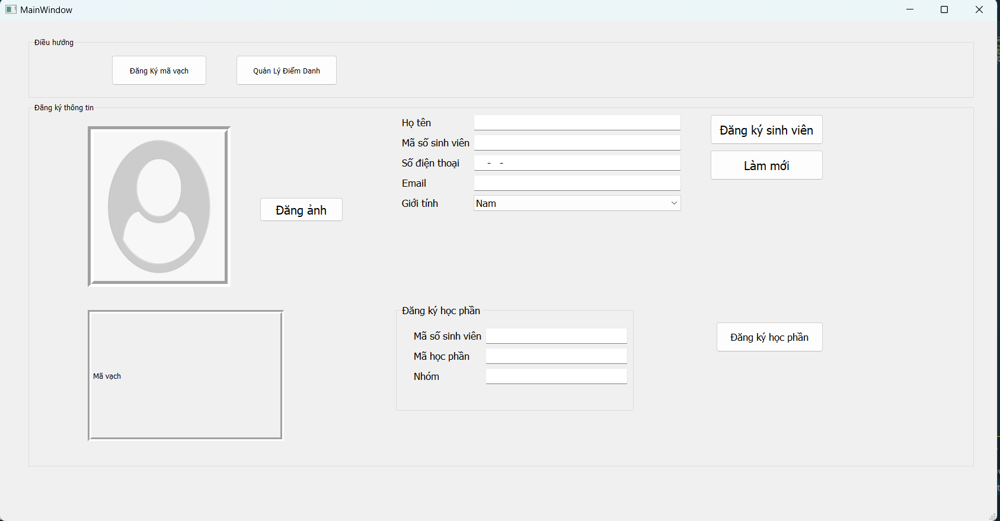 MainWindow
Điều hướng
Đăng Ký mã vạch
Quản Lý Điểm Danh
Đăng ký thông tin
Họ tên
Mã số sinh viên
Số điện thoại
- -
Email
Giới tính
Nam
Đăng ký sinh viên
Làm mới
Đăng ảnh
Mã vạch
Đăng ký học phần
Mã số sinh viên
Mã học phần
Nhóm
Đăng ký học phần